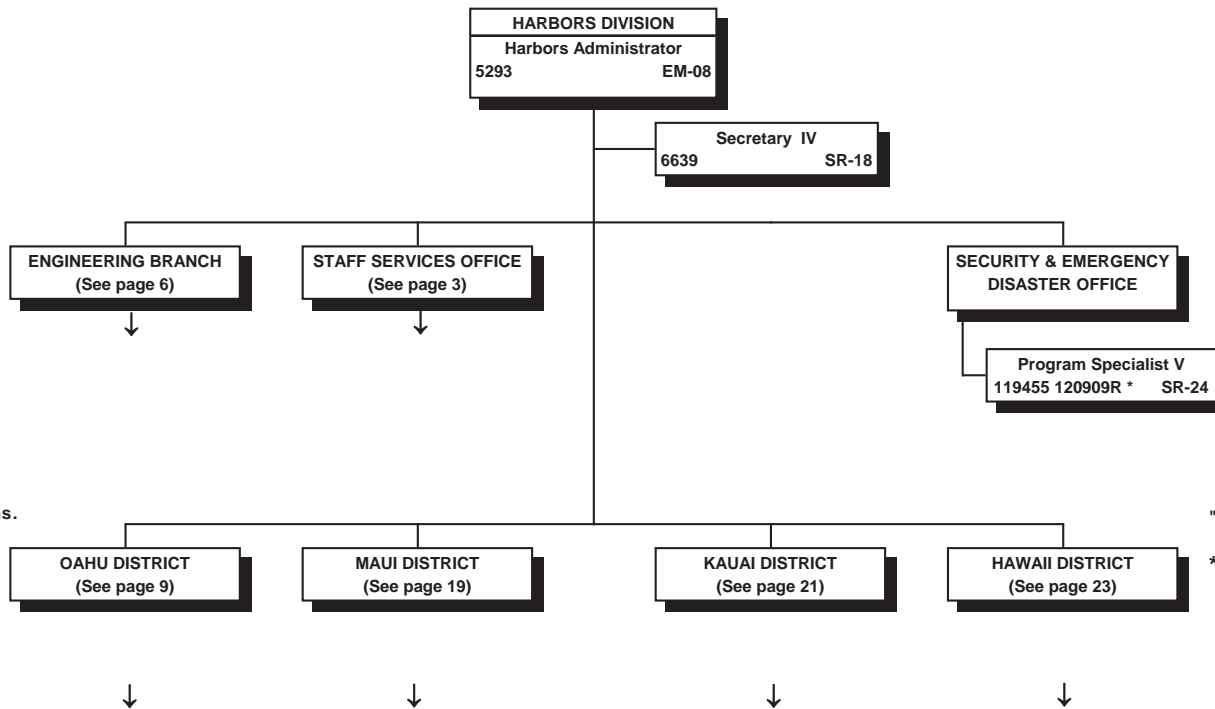 HARBORS DIVISION
Harbors Administrator
5293 EM-08
Secretary IV
6639 SR-18
ENGINEERING BRANCH
(See page 6)
STAFF SERVICES OFFICE
(See page 3)
SECURITY & EMERGENCY
DISASTER OFFICE
Program Specialist V
119455 120909R * SR-24
s.
"
*
OAHU DISTRICT
(See page 9)
MAUI DISTRICT
(See page 19)
KAUAI DISTRICT
(See page 21)
HAWAII DISTRICT
(See page 23)